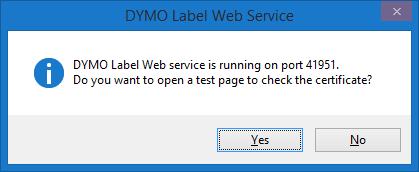 DYMO Label Web Service
DYMO Label Web service is running on port 41951.
Do you want to open a test page to check the certificate?
Yes
No